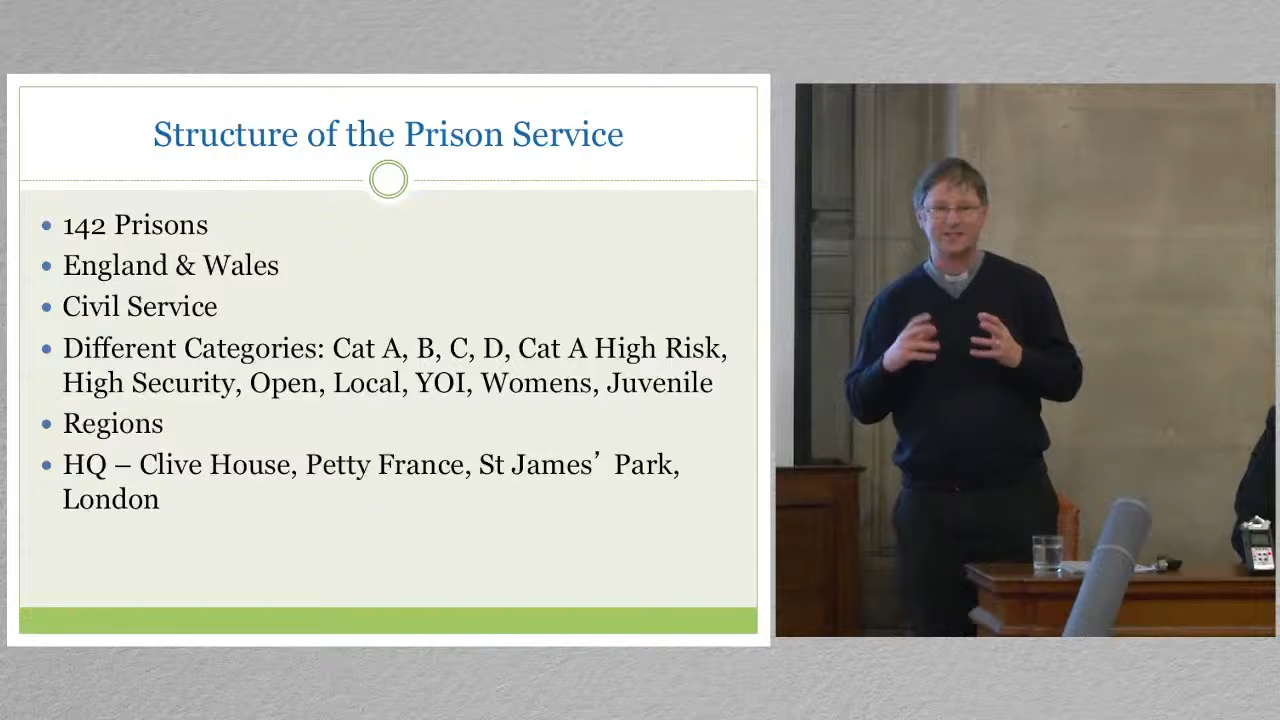 Structure of the Prison Service
142 Prisons
England & Wales
Civil Service
Different Categories: Cat A, B, C, D, Cat A High Risk,
High Security, Open, Local, YOI, Womens, Juvenile
Regions
HQ – Clive House, Petty France, St James’ Park,
London